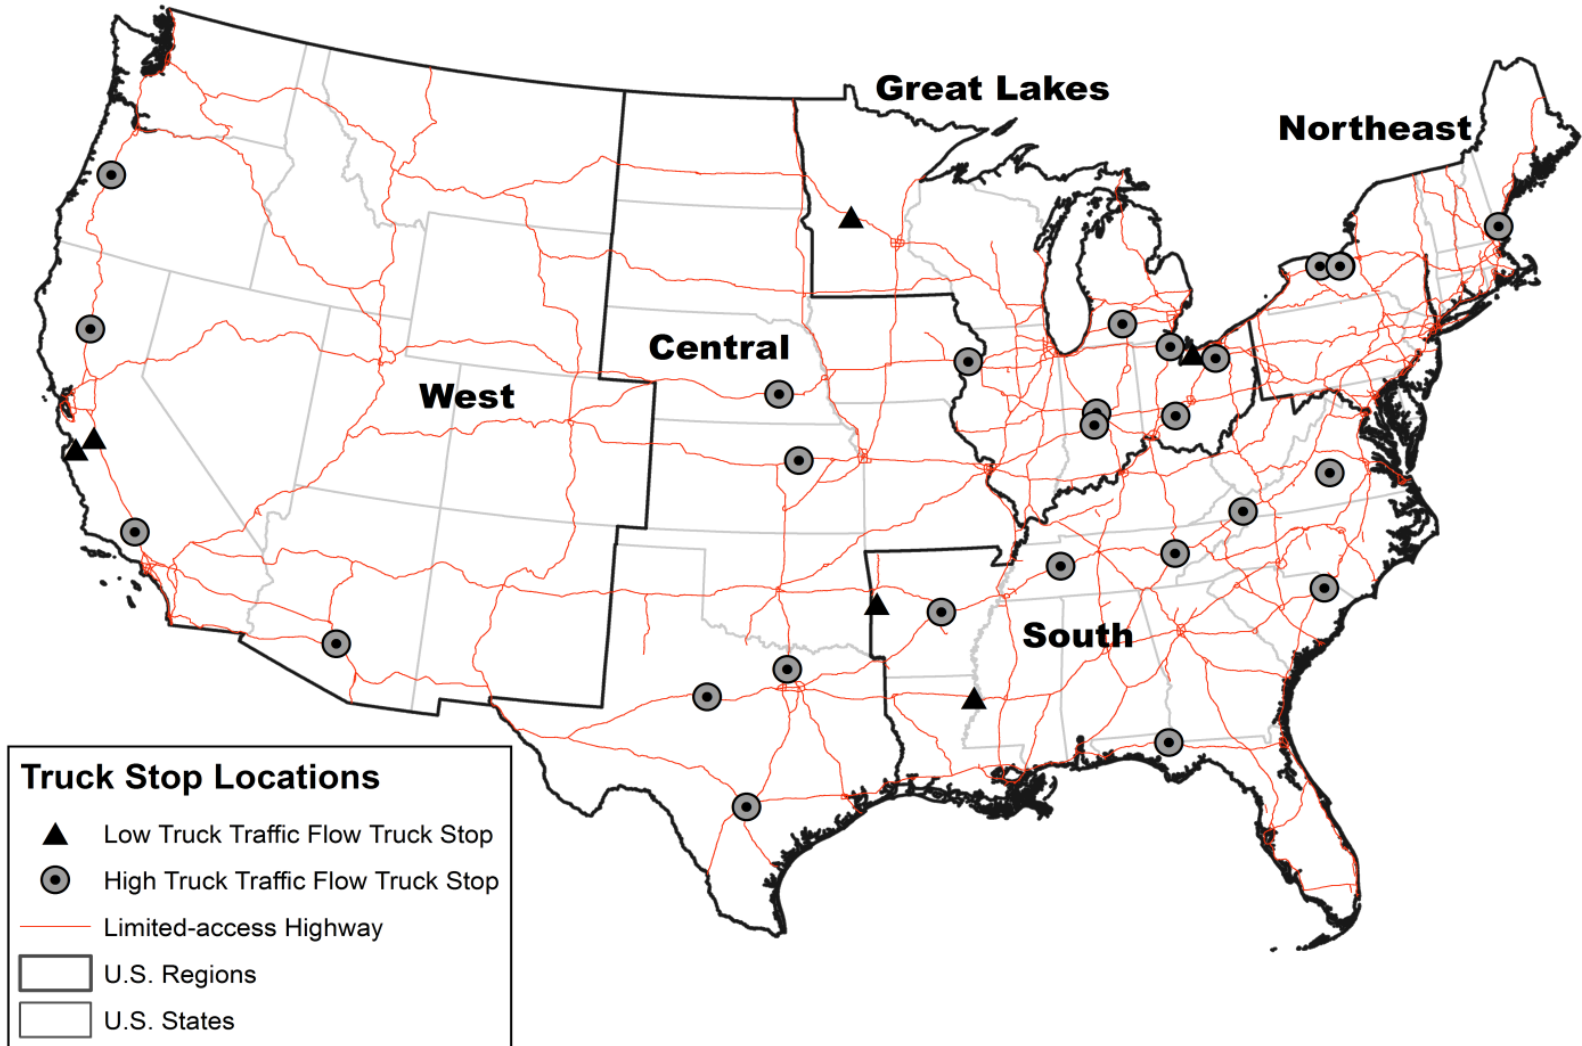 Great Lakes
Northeast
Central
West
South
Truck Stop Locations
Low Truck Traffic Flow Truck Stop
High Truck Traffic Flow Truck Stop
Limited-access Highway
U.S. Regions
U.S. States